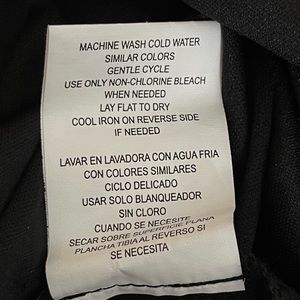 MACHINE WASH COLD WATER
SIMILAR COLORS
GENTLE CYCLE
USE ONLY NON-CHLORINE BLEACH
WHEN NEEDED
LAY FLAT TO DRY
COOL IRON ON REVERSE SIDE
IF NEEDED
LAVAR EN LAVADORA CON AGUA FRIA
CON COLORES SIMILARES
CICLO DELICADO
USAR SOLO BLANQUEADOR
SIN CLORO
CUANDO SE NECESITE
SECAR SOBRE SUPERFICIE PLANA
PLANCHA TIBIA AL REVERSO SI
SE NECESITA